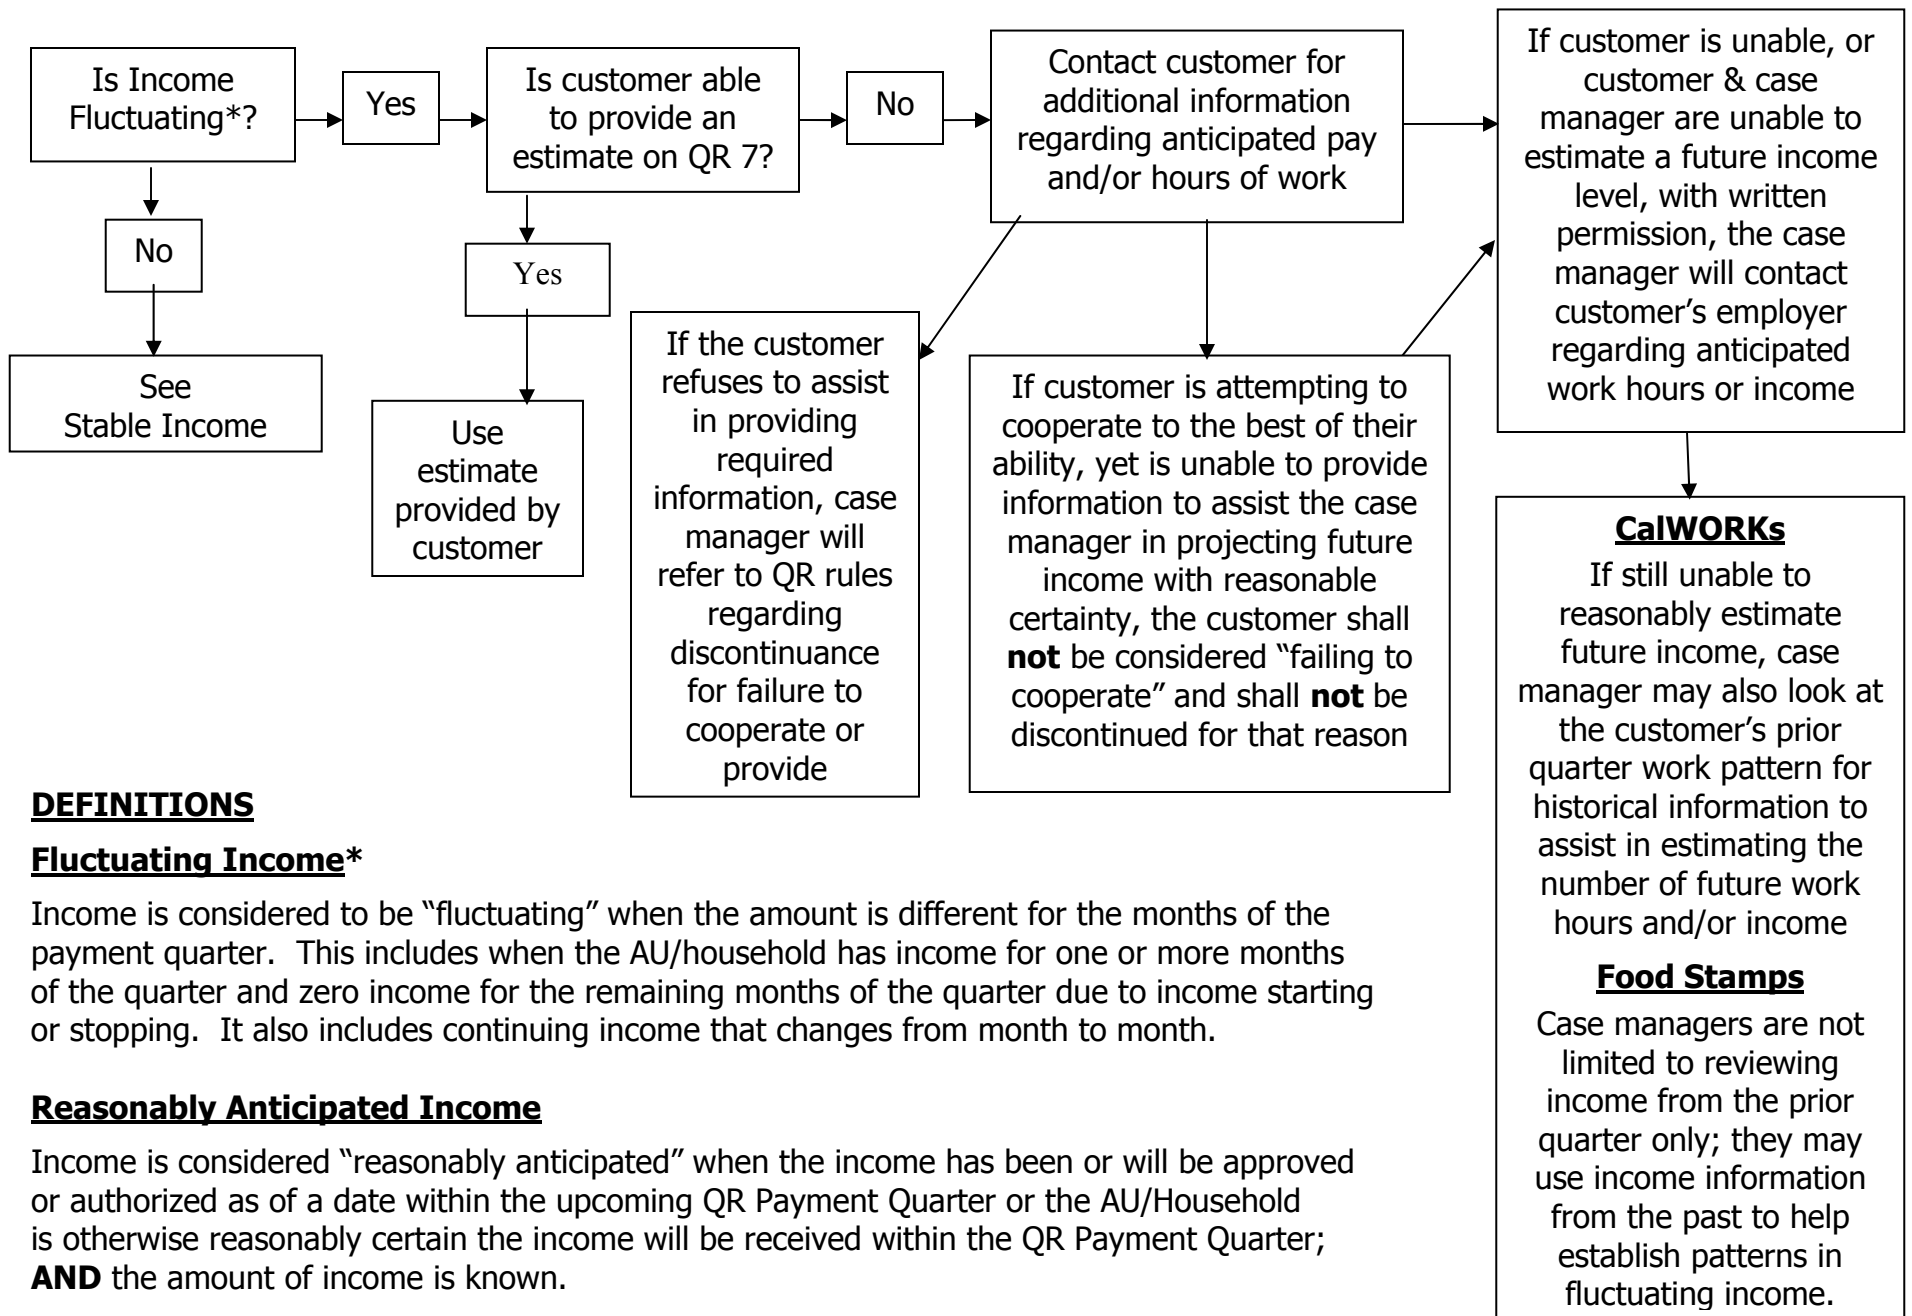 Is Income
Fluctuating*?
Yes
Is customer able
to provide an
estimate on QR 7?
No
Contact customer for
additional information
regarding anticipated pay
and/or hours of work
If customer is unable, or
customer & case
manager are unable to
estimate a future income
level, with written
permission, the case
manager will contact
customer’s employer
regarding anticipated
work hours or income
No
See
Stable Income
Yes
Use
estimate
provided by
customer
If the customer
refuses to assist
in providing
required
information, case
manager will
refer to QR rules
regarding
discontinuance
for failure to
cooperate or
provide
If customer is attempting to
cooperate to the best of their
ability, yet is unable to provide
information to assist the case
manager in projecting future
income with reasonable
certainty, the customer shall
not be considered “failing to
cooperate” and shall not be
discontinued for that reason
CalWORKs
If still unable to
reasonably estimate
future income, case
manager may also look at
the customer’s prior
quarter work pattern for
historical information to
assist in estimating the
number of future work
hours and/or income
Food Stamps
Case managers are not
limited to reviewing
income from the prior
quarter only; they may
use income information
from the past to help
establish patterns in
fluctuating income.
DEFINITIONS
Fluctuating Income*
Income is considered to be “fluctuating” when the amount is different for the months of the
payment quarter. This includes when the AU/household has income for one or more months
of the quarter and zero income for the remaining months of the quarter due to income starting
or stopping. It also includes continuing income that changes from month to month.
Reasonably Anticipated Income
Income is considered “reasonably anticipated” when the income has been or will be approved
or authorized as of a date within the upcoming QR Payment Quarter or the AU/Household
is otherwise reasonably certain the income will be received within the QR Payment Quarter;
AND the amount of income is known.